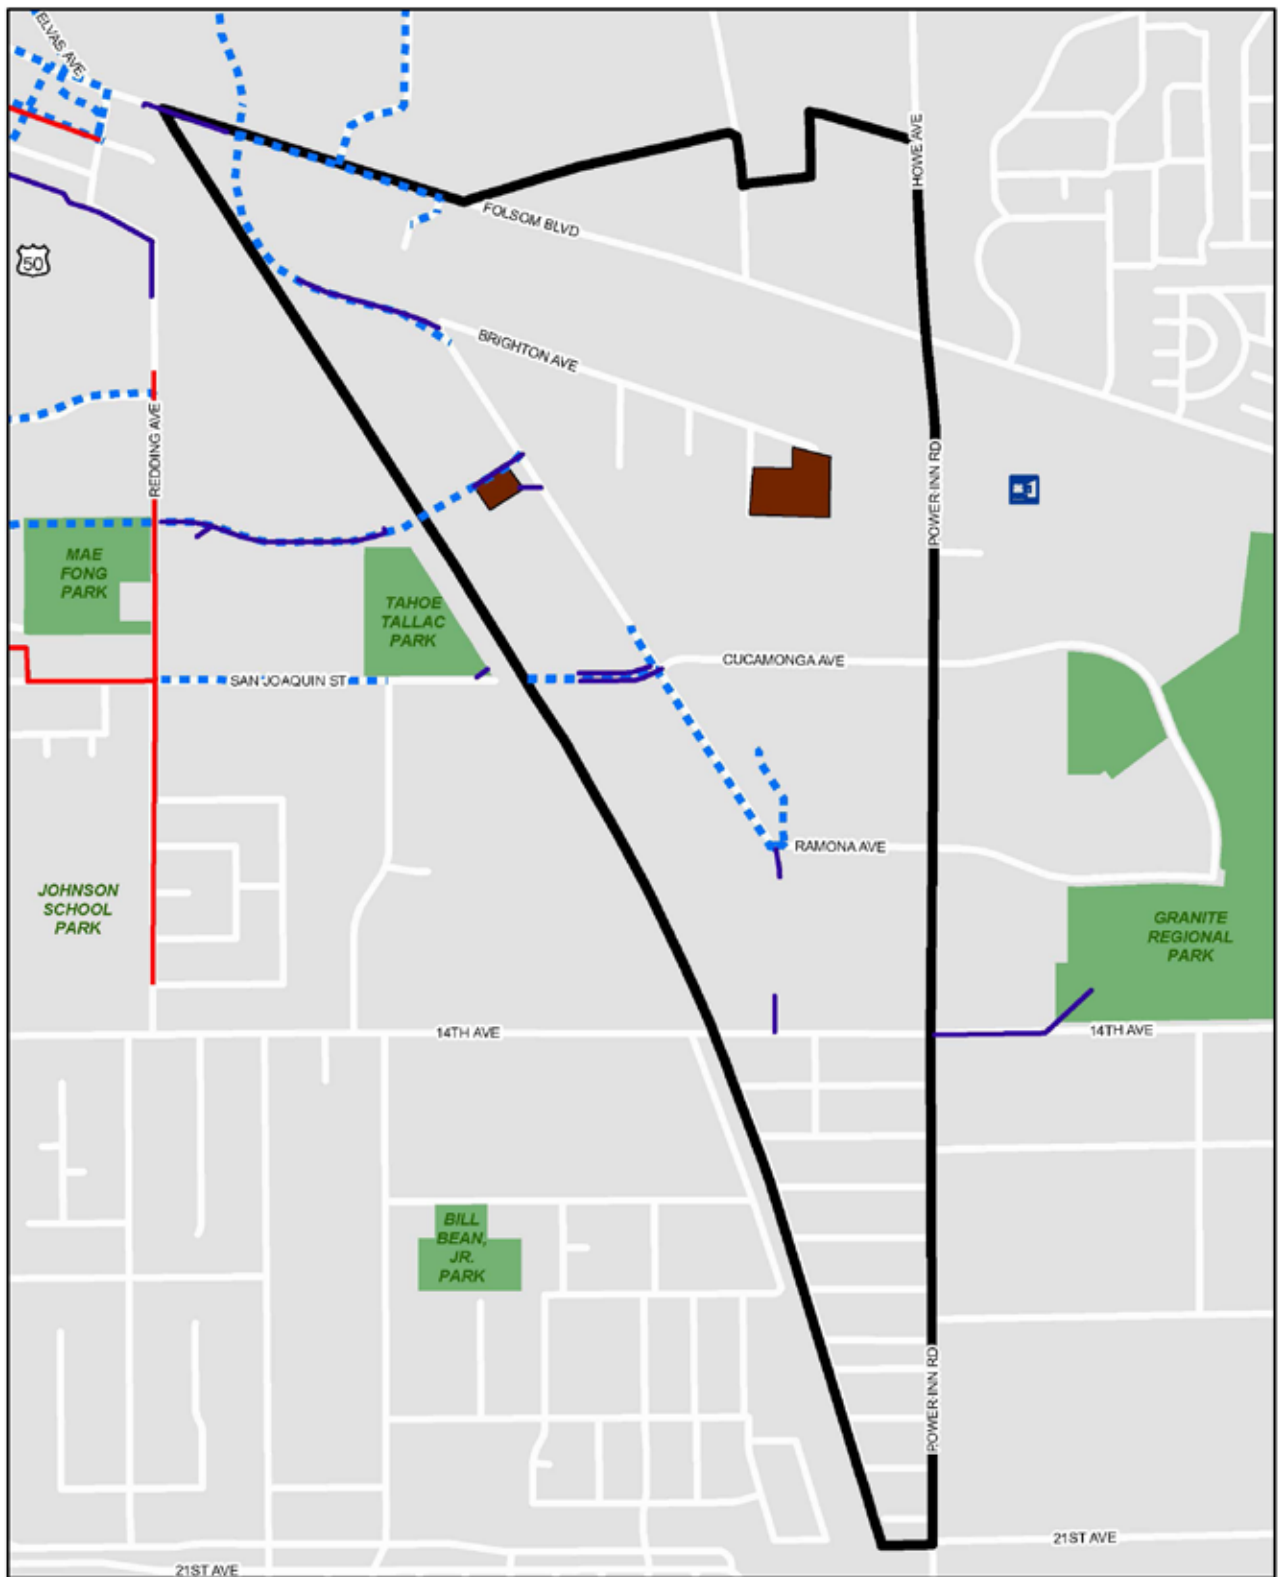 ELVAS AVE
HOWE AVE
FOLSOM BLVD
50
BRIGHTON AVE
REDDING AVE
POWER INN RD
MAE
FONG
PARK
TAHOE
TALLAC
PARK
CUCAMONGA AVE
SAN JOAQUIN ST
RAMONA AVE
JOHNSON
SCHOOL
PARK
GRANITE
REGIONAL
PARK
14TH AVE
14TH AVE
BILL
BEAN,
JR.
PARK
POWER INN RD
21ST AVE
21ST AVE